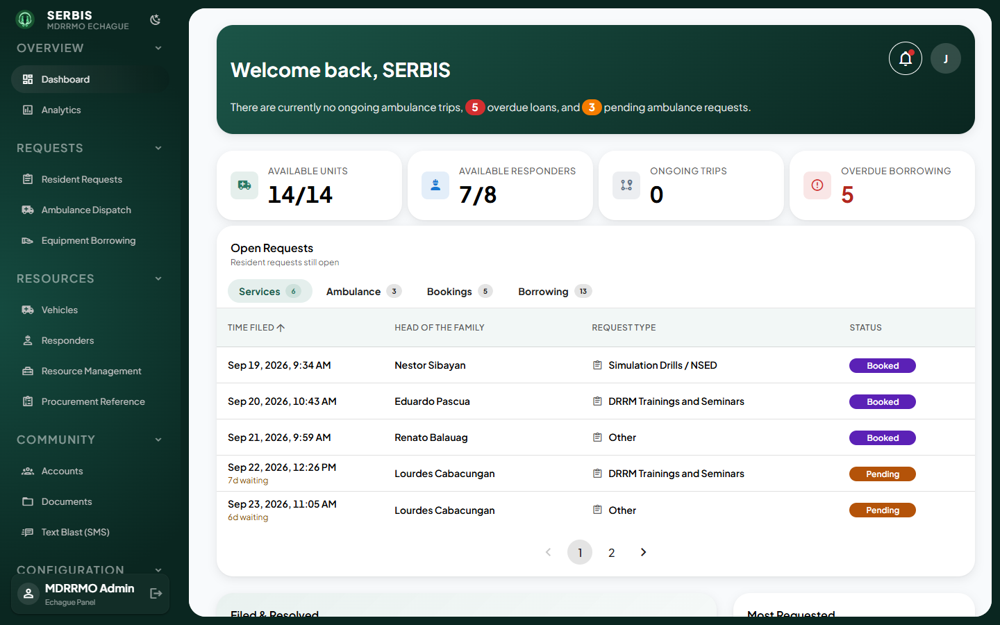 SERBIS
MDRRMO ECHAGUE
OVERVIEW
Dashboard
Analytics
REQUESTS
Resident Requests
Ambulance Dispatch
Equipment Borrowing
RESOURCES
Vehicles
Responders
Resource Management
Procurement Reference
COMMUNITY
Accounts
Documents
Text Blast (SMS)
CONFIGURATION
MDRRMO Admin
Echague Panel
Welcome back, SERBIS
J
There are currently no ongoing ambulance trips, 5 overdue loans, and 3 pending ambulance requests.
AVAILABLE UNITS
14/14
AVAILABLE RESPONDERS
7/8
ONGOING TRIPS
0
OVERDUE BORROWING
5
Open Requests
Resident requests still open
Services 6 Ambulance 3 Bookings 5 Borrowing 13
TIME FILED HEAD OF THE FAMILY REQUEST TYPE STATUS
Sep 19, 2026, 9:34 AM Nestor Sibayan Simulation Drills / NSED Booked
Sep 20, 2026, 10:43 AM Eduardo Pascua DRRM Trainings and Seminars Booked
Sep 21, 2026, 9:59 AM Renato Balauag Other Booked
Sep 22, 2026, 12:26 PM Lourdes Cabacungan DRRM Trainings and Seminars Pending
7d waiting
Sep 23, 2026, 11:05 AM Lourdes Cabacungan Other Pending
6d waiting
1 2
Filed & Resolved
Most Requested